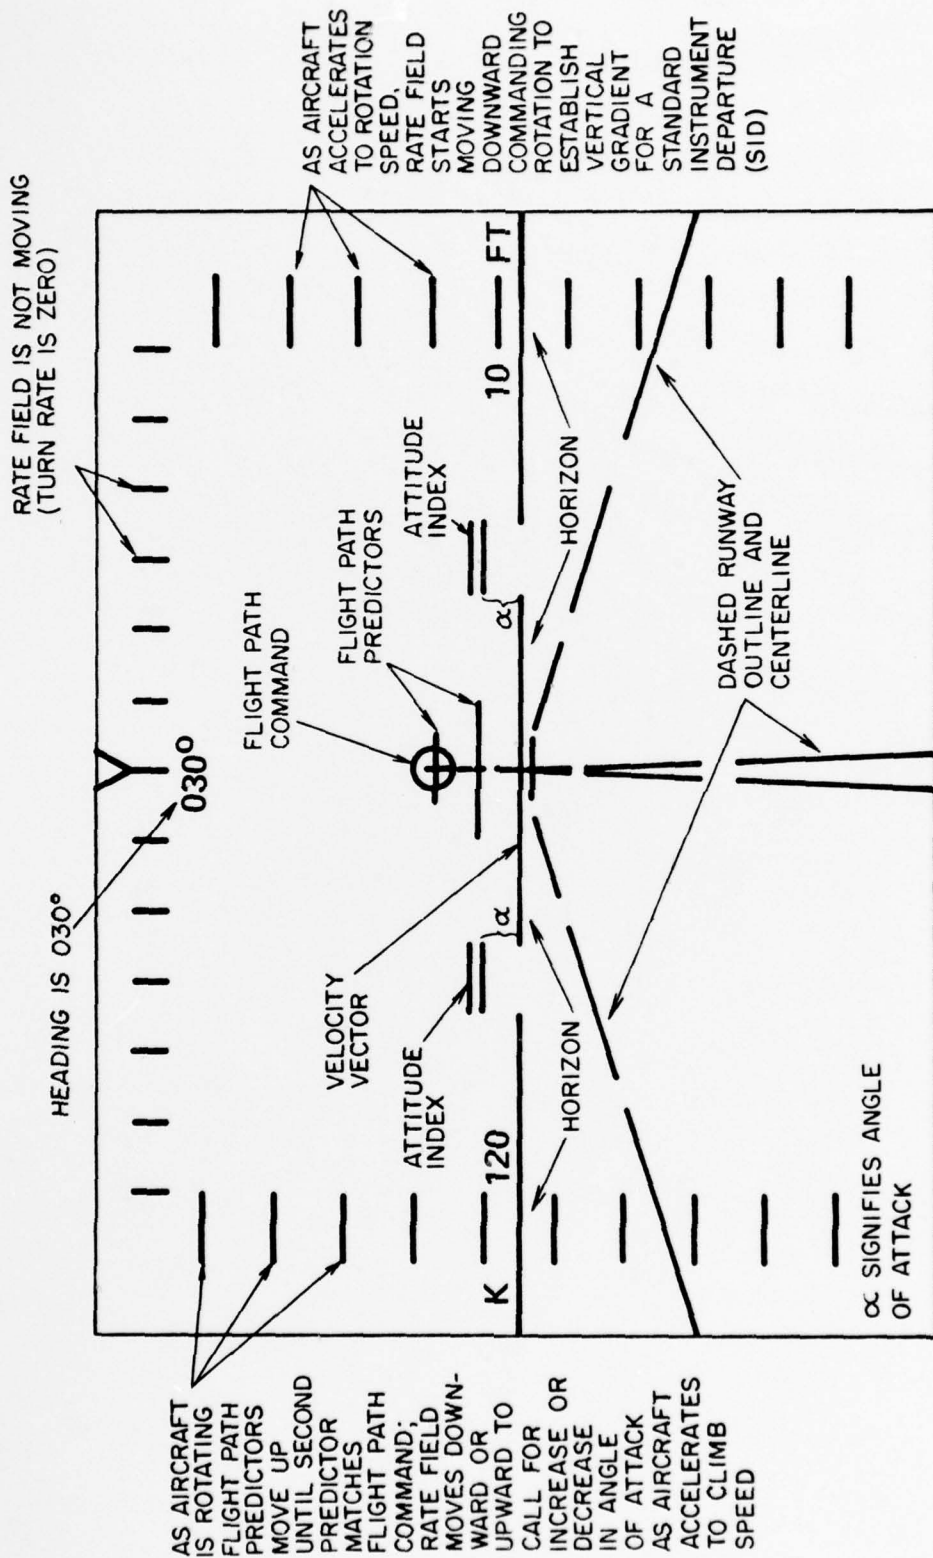 RATE FIELD IS NOT MOVING
(TURN RATE IS ZERO)
HEADING IS 030°
030°
AS AIRCRAFT
ACCELERATES
TO ROTATION
SPEED,
RATE FIELD
STARTS
MOVING
DOWNWARD
COMMANDING
ROTATION TO
ESTABLISH
VERTICAL
GRADIENT
FOR A
STANDARD
INSTRUMENT
DEPARTURE
(SID)
FLIGHT PATH
COMMAND
FLIGHT PATH
PREDICTORS
ATTITUDE
INDEX
VELOCITY
VECTOR
ATTITUDE
INDEX
α
α
K 120
10 FT
HORIZON
HORIZON
DASHED RUNWAY
OUTLINE AND
CENTERLINE
α SIGNIFIES ANGLE
OF ATTACK
AS AIRCRAFT
IS ROTATING
FLIGHT PATH
PREDICTORS
MOVE UP
UNTIL SECOND
PREDICTOR
MATCHES
FLIGHT PATH
COMMAND;
RATE FIELD
MOVES DOWN-
WARD OR
UPWARD TO
CALL FOR
INCREASE OR
DECREASE
IN ANGLE
OF ATTACK
AS AIRCRAFT
ACCELERATES
TO CLIMB
SPEED